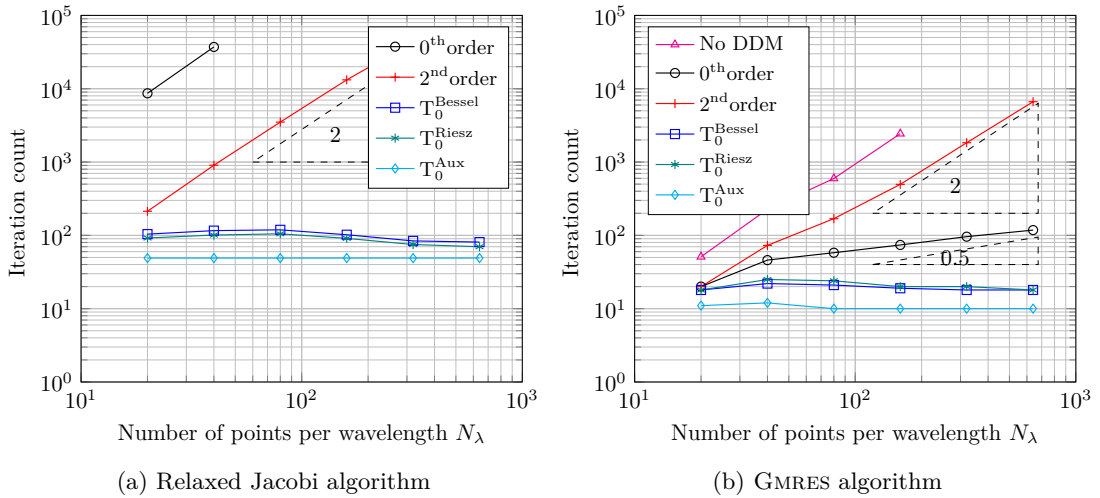 10^5
10^4
10^3
10^2
10^1
10^0
Iteration count
2
0^th order
2^nd order
T_0^Bessel
T_0^Riesz
T_0^Aux
10^1
10^2
10^3
Number of points per wavelength N_λ
(a) Relaxed Jacobi algorithm
10^5
10^4
10^3
10^2
10^1
10^0
Iteration count
No DDM
0^th order
2^nd order
T_0^Bessel
T_0^Riesz
T_0^Aux
2
0.5
10^1
10^2
10^3
Number of points per wavelength N_λ
(b) GMRES algorithm